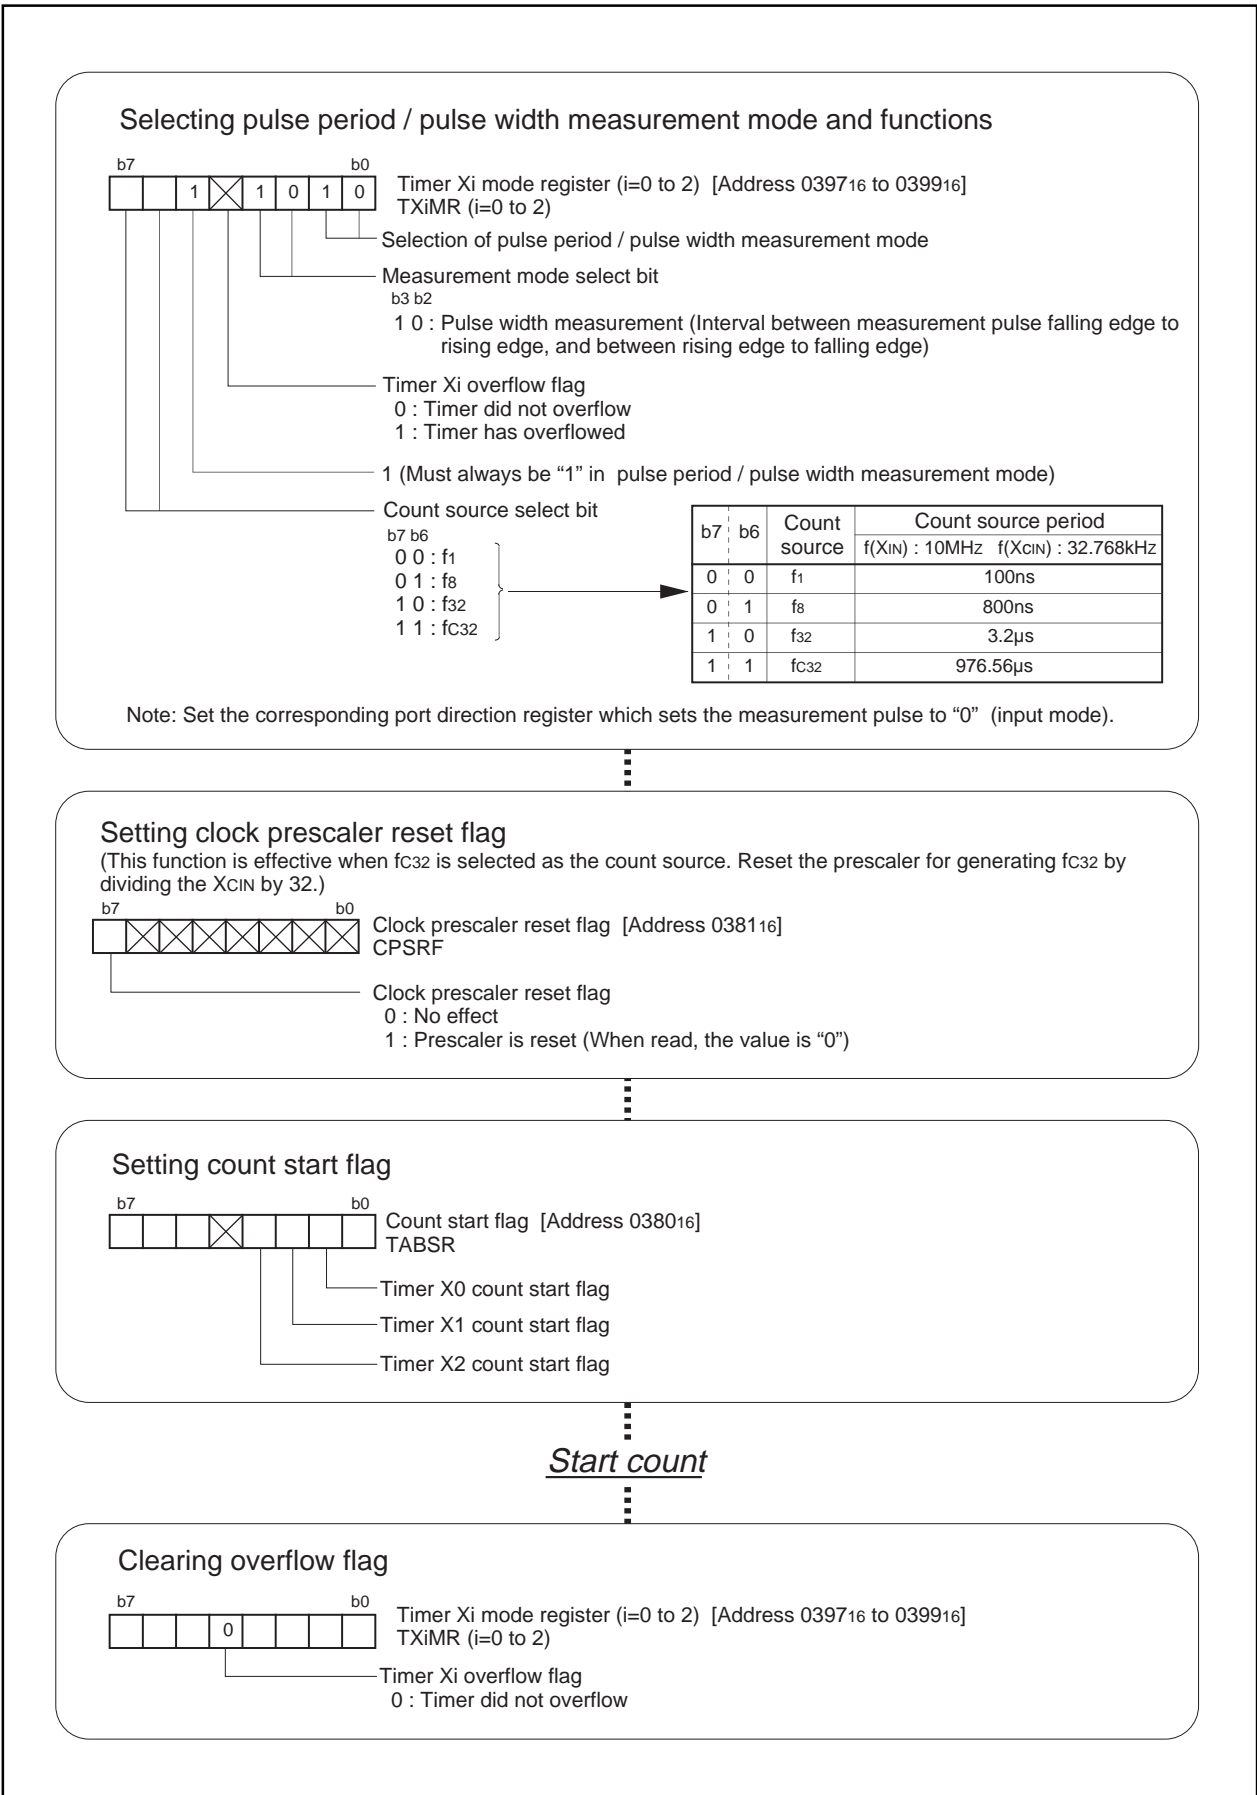 Selecting pulse period / pulse width measurement mode and functions
b7 b0
1 1 0 1 0
Timer Xi mode register (i=0 to 2) [Address 039716 to 039916]
TXiMR (i=0 to 2)
Selection of pulse period / pulse width measurement mode
Measurement mode select bit
b3 b2
1 0 : Pulse width measurement (Interval between measurement pulse falling edge to
rising edge, and between rising edge to falling edge)
Timer Xi overflow flag
0 : Timer did not overflow
1 : Timer has overflowed
1 (Must always be “1” in pulse period / pulse width measurement mode)
Count source select bit
b7 b6
0 0 : f1
0 1 : f8
1 0 : f32
1 1 : fC32
b7 b6 Count source Count source period
f(XIN) : 10MHz f(XCIN) : 32.768kHz
0 0 f1 100ns
0 1 f8 800ns
1 0 f32 3.2µs
1 1 fC32 976.56µs
Note: Set the corresponding port direction register which sets the measurement pulse to “0” (input mode).
Setting clock prescaler reset flag
(This function is effective when fC32 is selected as the count source. Reset the prescaler for generating fC32 by
dividing the XCIN by 32.)
b7 b0
Clock prescaler reset flag [Address 038116]
CPSRF
Clock prescaler reset flag
0 : No effect
1 : Prescaler is reset (When read, the value is “0”)
Setting count start flag
b7 b0
Count start flag [Address 038016]
TABSR
Timer X0 count start flag
Timer X1 count start flag
Timer X2 count start flag
Start count
Clearing overflow flag
b7 b0
0
Timer Xi mode register (i=0 to 2) [Address 039716 to 039916]
TXiMR (i=0 to 2)
Timer Xi overflow flag
0 : Timer did not overflow